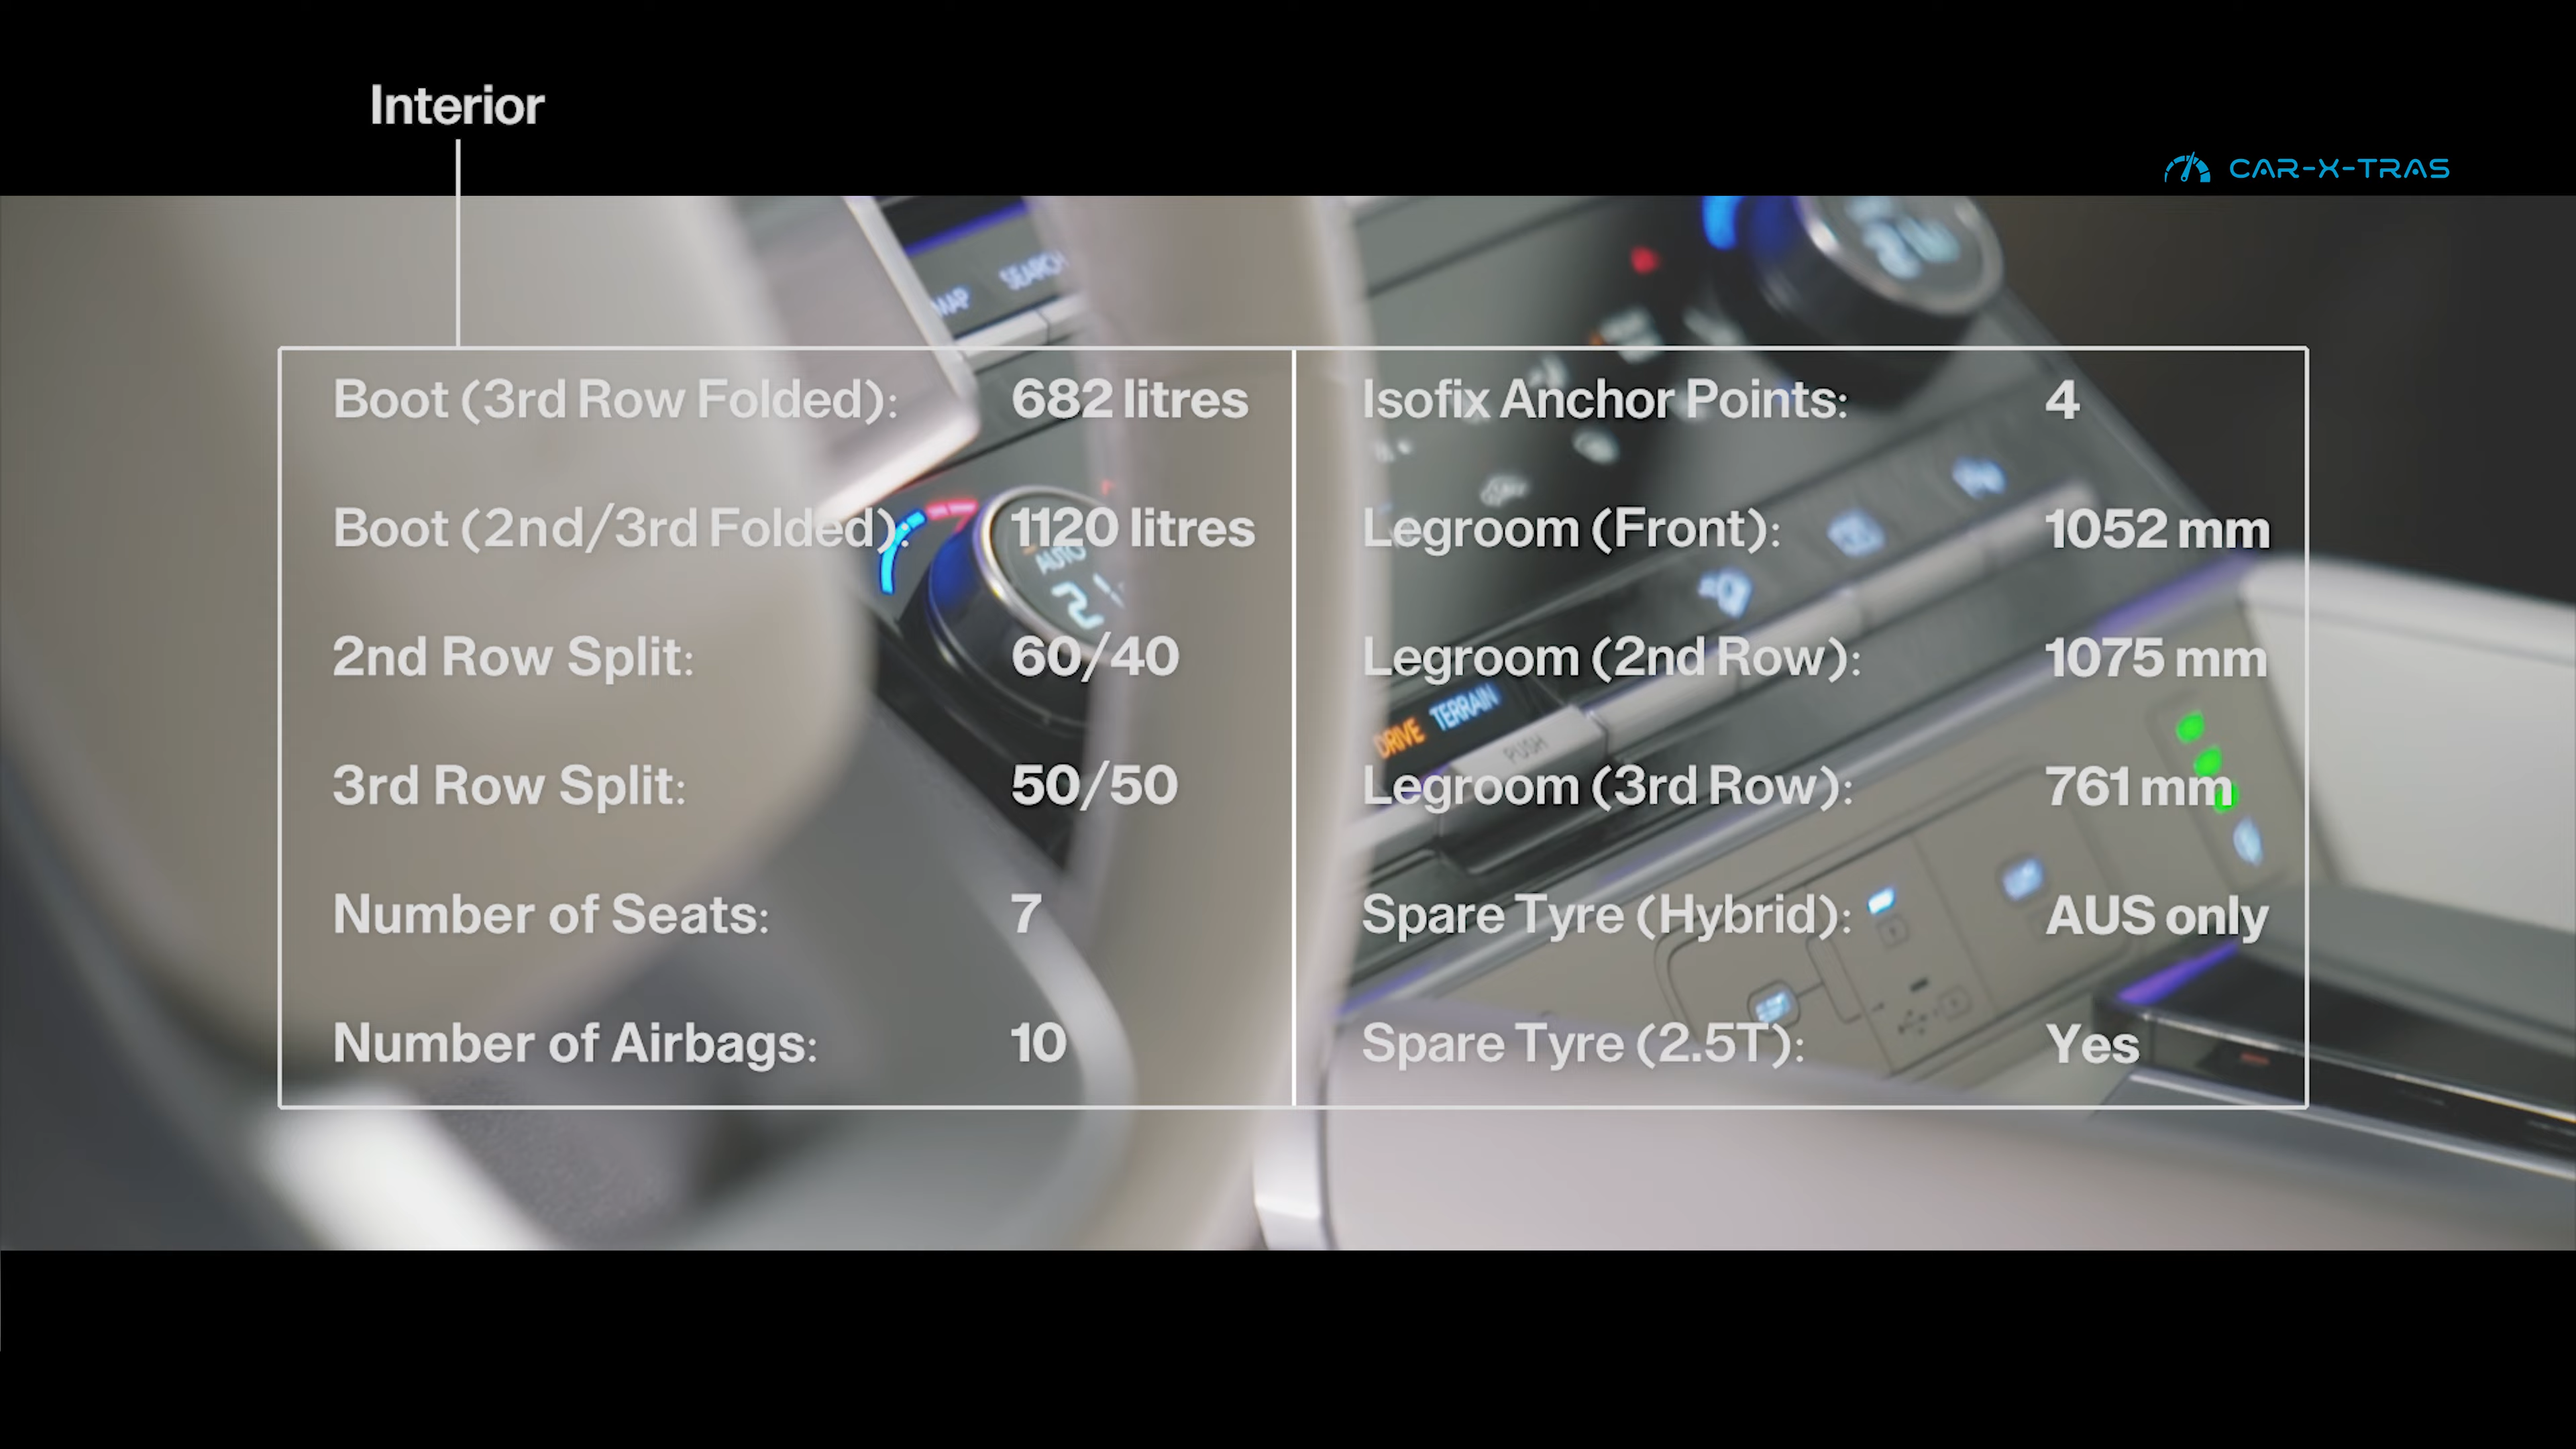 Interior
CAR-X-TRAS
Boot (3rd Row Folded): 682 litres
Boot (2nd/3rd Folded): 1120 litres
2nd Row Split: 60/40
3rd Row Split: 50/50
Number of Seats: 7
Number of Airbags: 10
Isofix Anchor Points: 4
Legroom (Front): 1052 mm
Legroom (2nd Row): 1075 mm
Legroom (3rd Row): 761 mm
Spare Tyre (Hybrid): AUS only
Spare Tyre (2.5T): Yes
MAP SEARCH
AUTO
DRIVE TERRAIN
PUSH